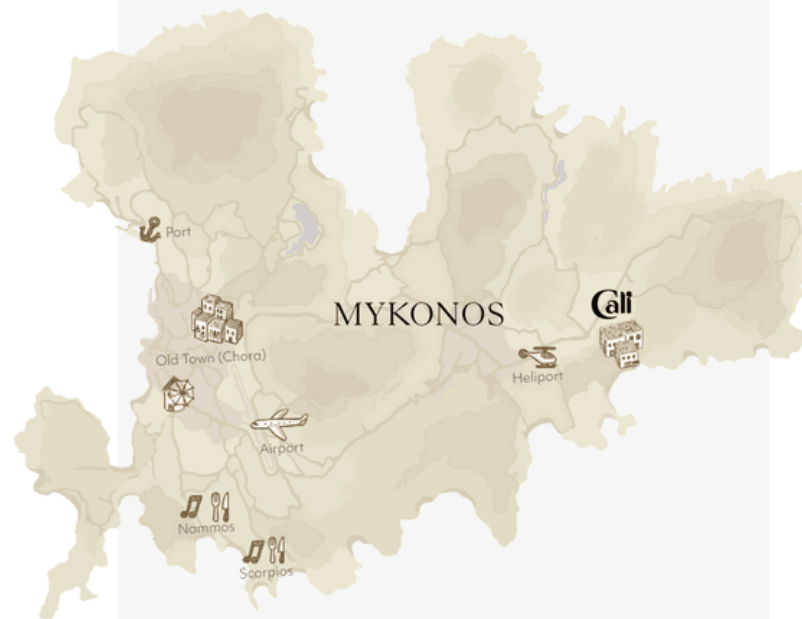 Port
MYKONOS
Cali
Old Town (Chora)
Heliport
Airport
Nammos
Scorpios